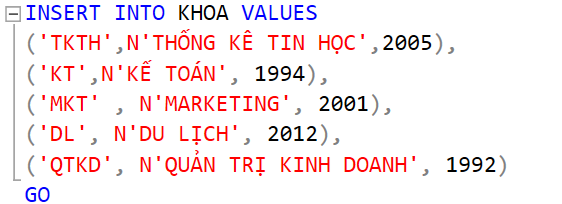 INSERT INTO KHOA VALUES
('TKTH',N'THỐNG KÊ TIN HỌC',2005),
('KT',N'KẾ TOÁN', 1994),
('MKT' , N'MARKETING', 2001),
('DL', N'DU LỊCH', 2012),
('QTKD', N'QUẢN TRỊ KINH DOANH', 1992)
GO